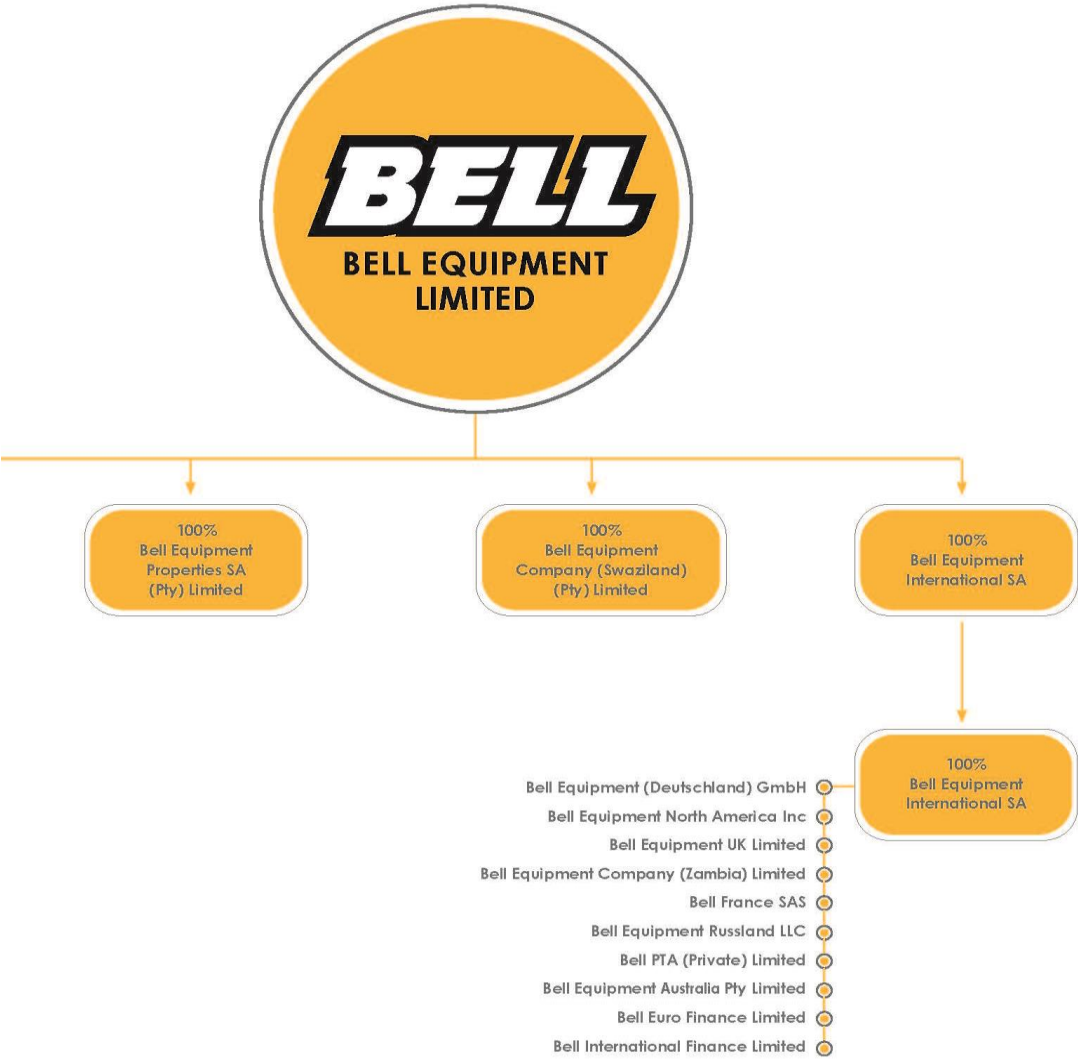 BELL
BELL EQUIPMENT
LIMITED
100%
Bell Equipment
Properties SA
(Pty) Limited
100%
Bell Equipment
Company (Swaziland)
(Pty) Limited
100%
Bell Equipment
International SA
100%
Bell Equipment
International SA
Bell Equipment (Deutschland) GmbH
Bell Equipment North America Inc
Bell Equipment UK Limited
Bell Equipment Company (Zambia) Limited
Bell France SAS
Bell Equipment Russland LLC
Bell PTA (Private) Limited
Bell Equipment Australia Pty Limited
Bell Euro Finance Limited
Bell International Finance Limited